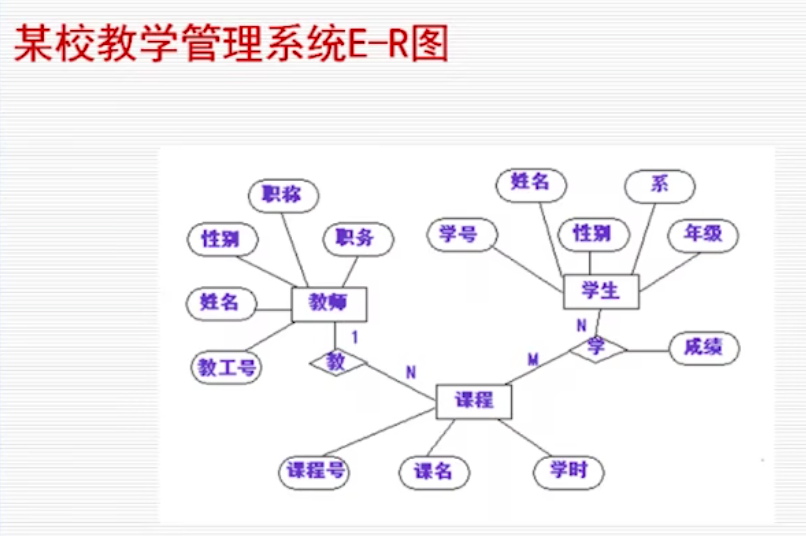 某校教学管理系统E-R图
职称
性别
职务
姓名
教师
教工号
1
教
N
姓名
系
学号
性别
年级
学生
N
学
成绩
M
课程
课程号
课名
学时